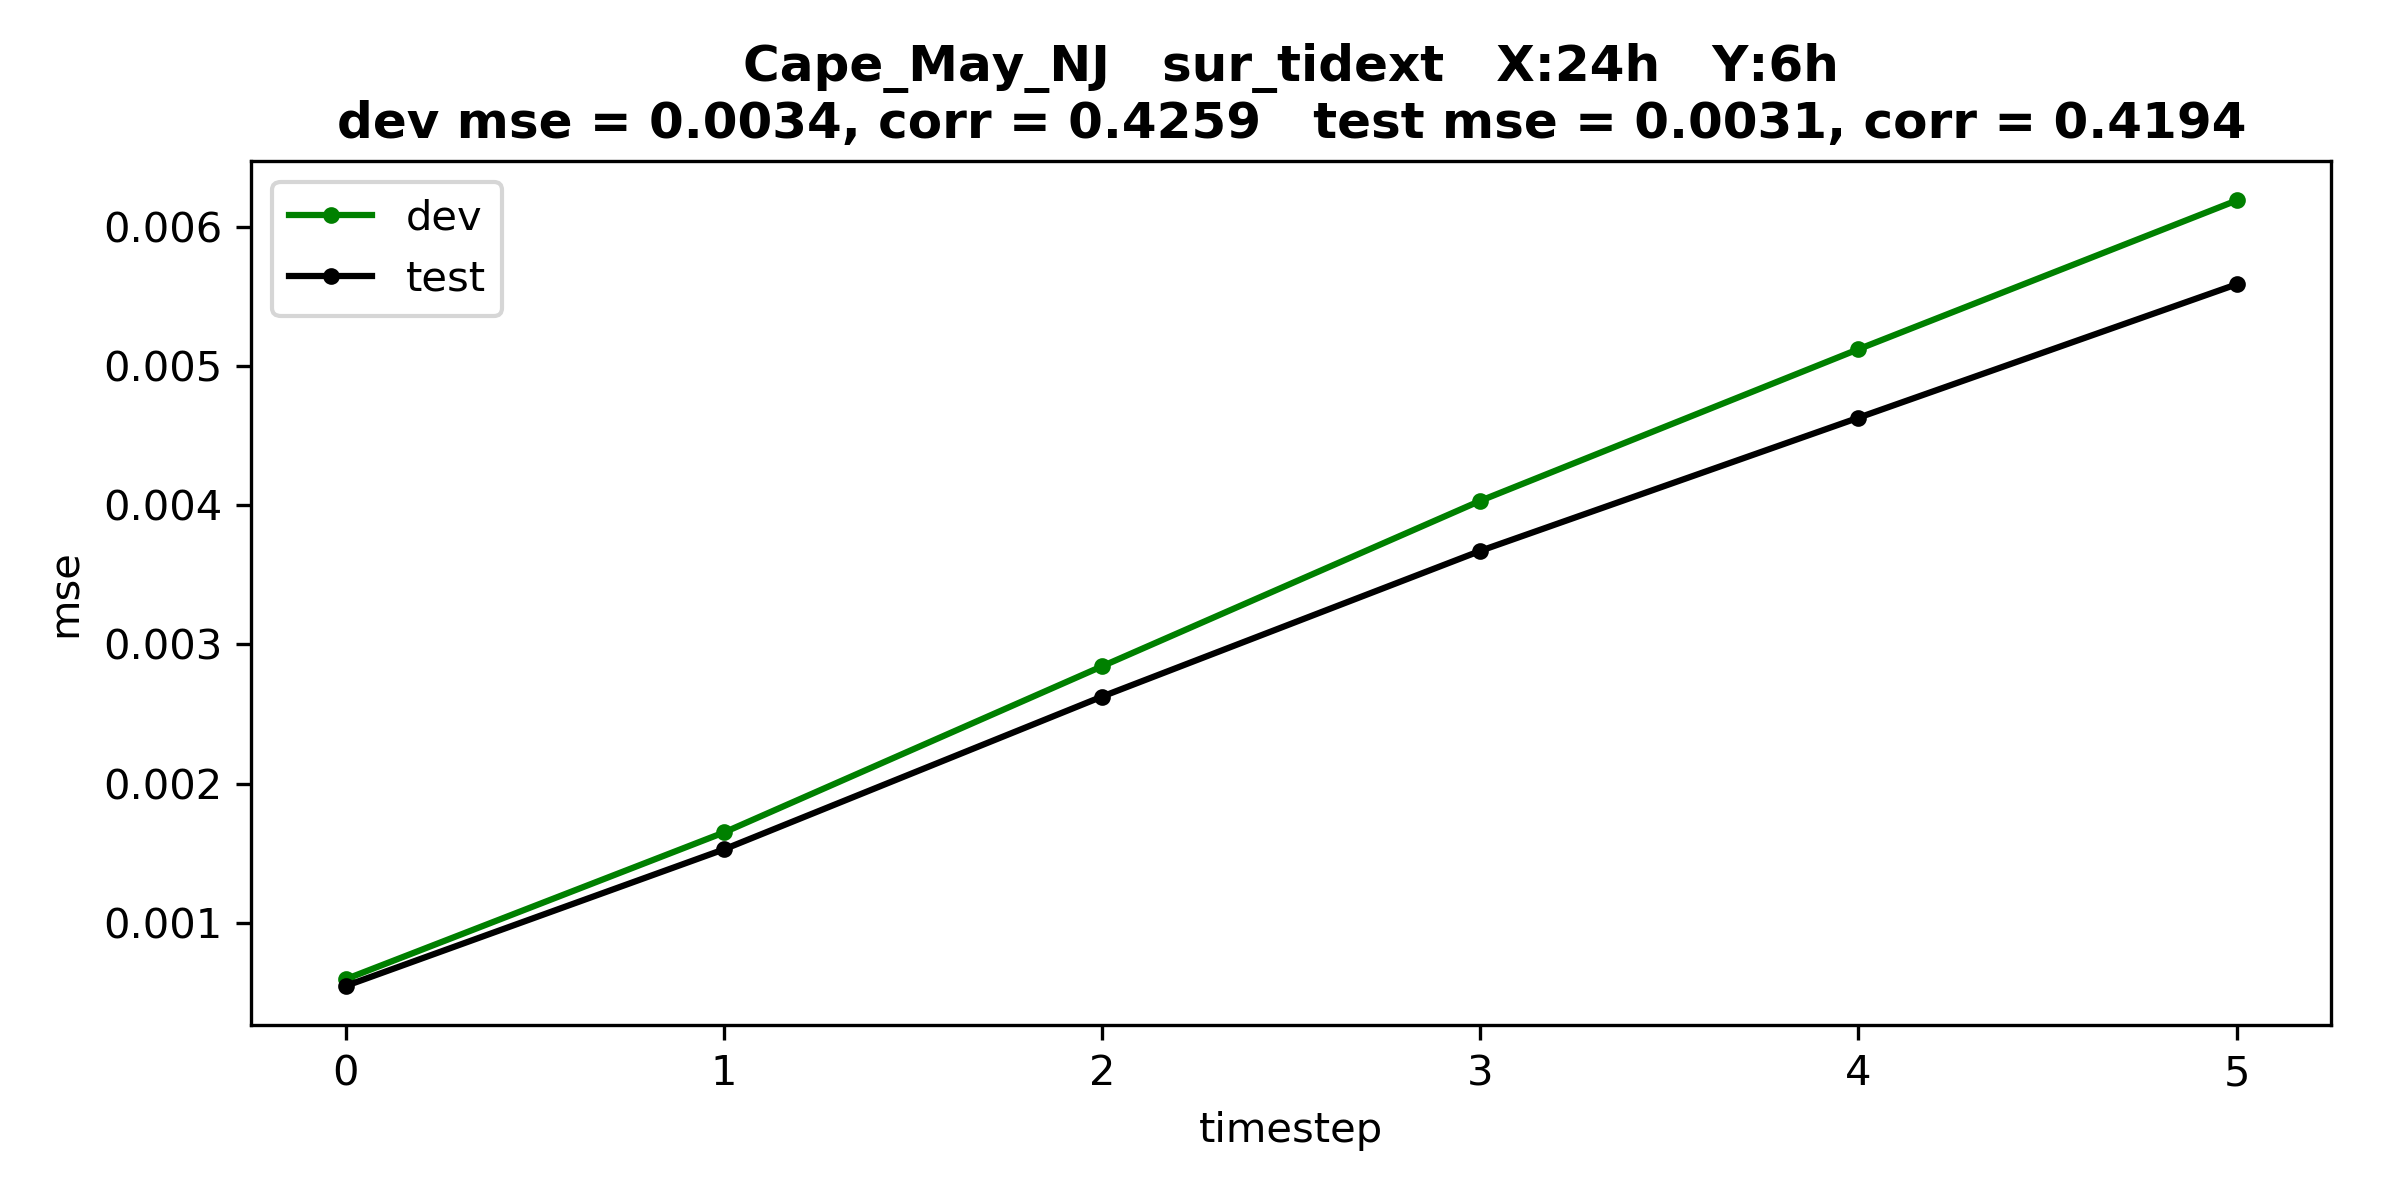 Cape_May_NJ   sur_tidext   X:24h   Y:6h
dev mse = 0.0034, corr = 0.4259   test mse = 0.0031, corr = 0.4194
dev
test
0.006
0.005
0.004
0.003
0.002
0.001
mse
0 1 2 3 4 5
timestep